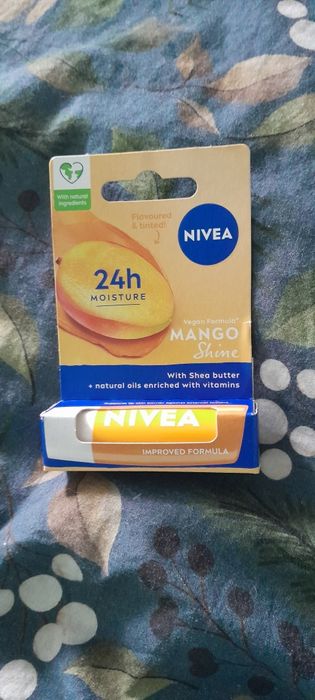 With natural
ingredients
Flavoured
& tinted!
NIVEA
24h
MOISTURE
Vegan Formula*
MANGO
Shine
With Shea butter
+ natural oils enriched with vitamins
NIVEA
IMPROVED FORMULA